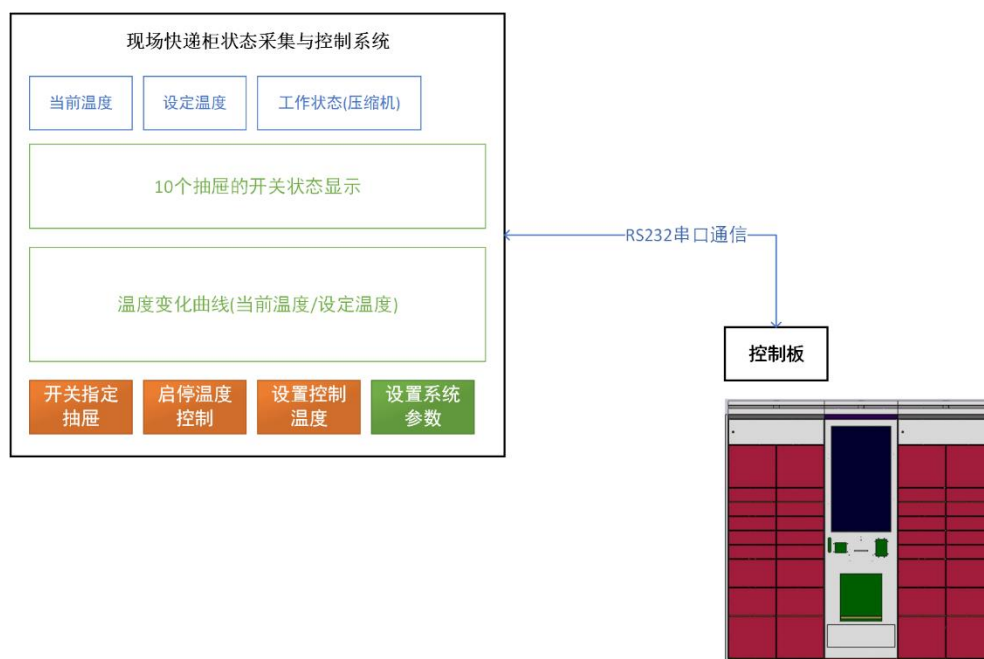 现场快递柜状态采集与控制系统
当前温度
设定温度
工作状态(压缩机)
10个抽屉的开关状态显示
RS232串口通信
温度变化曲线(当前温度/设定温度)
控制板
开关指定
抽屉
启停温度
控制
设置控制
温度
设置系统
参数